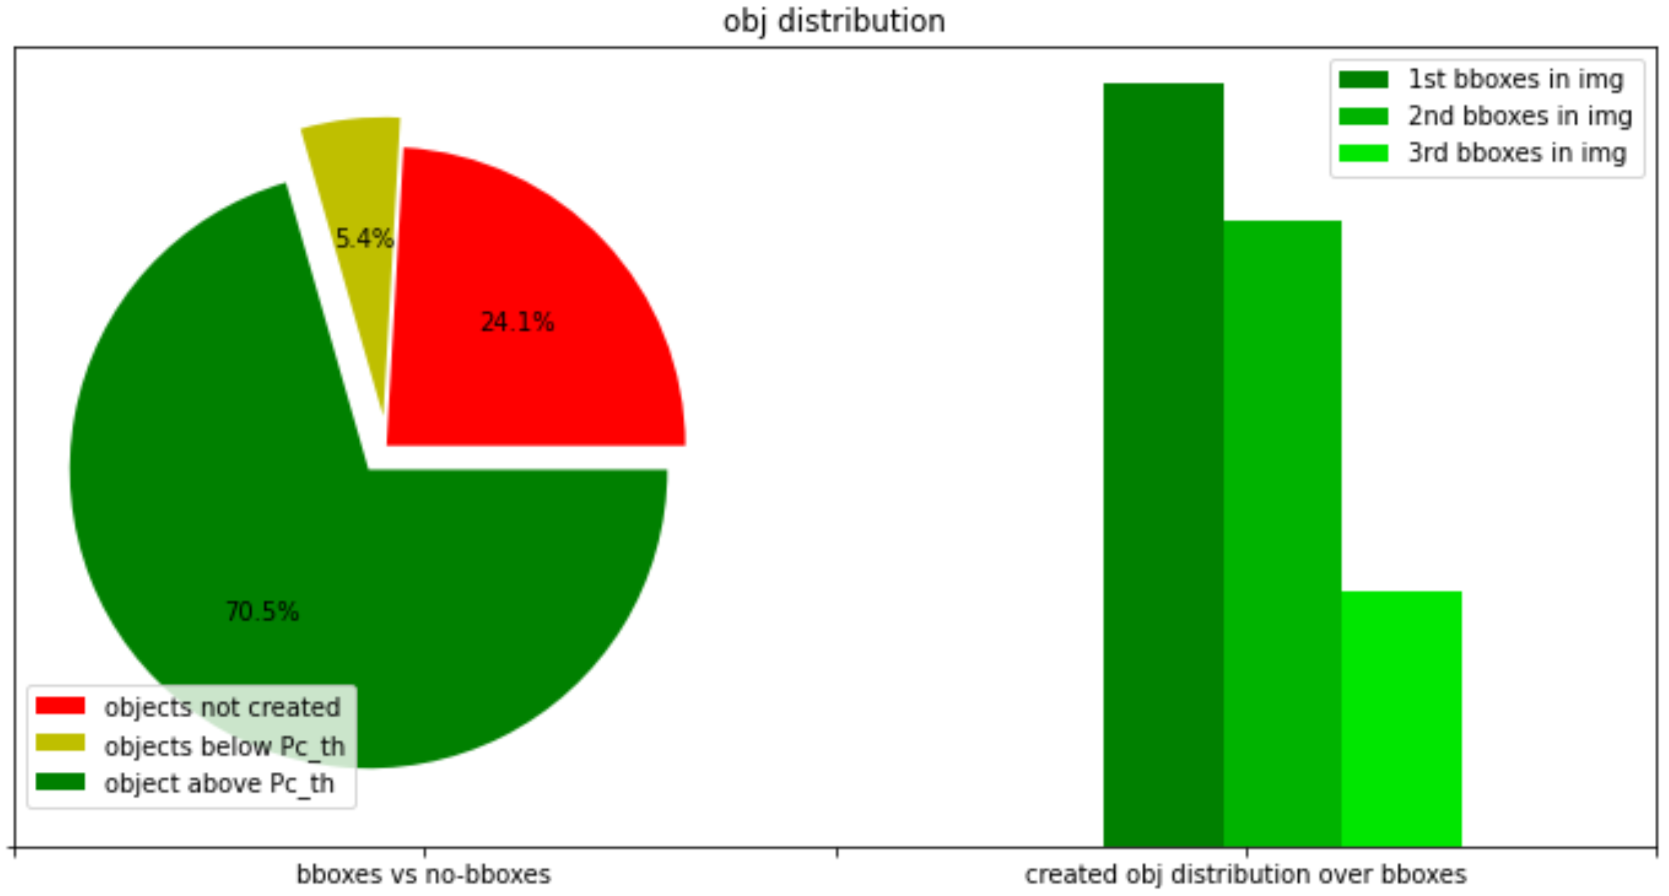 obj distribution
5.4%
24.1%
70.5%
objects not created
objects below Pc_th
object above Pc_th
1st bboxes in img
2nd bboxes in img
3rd bboxes in img
bboxes vs no-bboxes
created obj distribution over bboxes